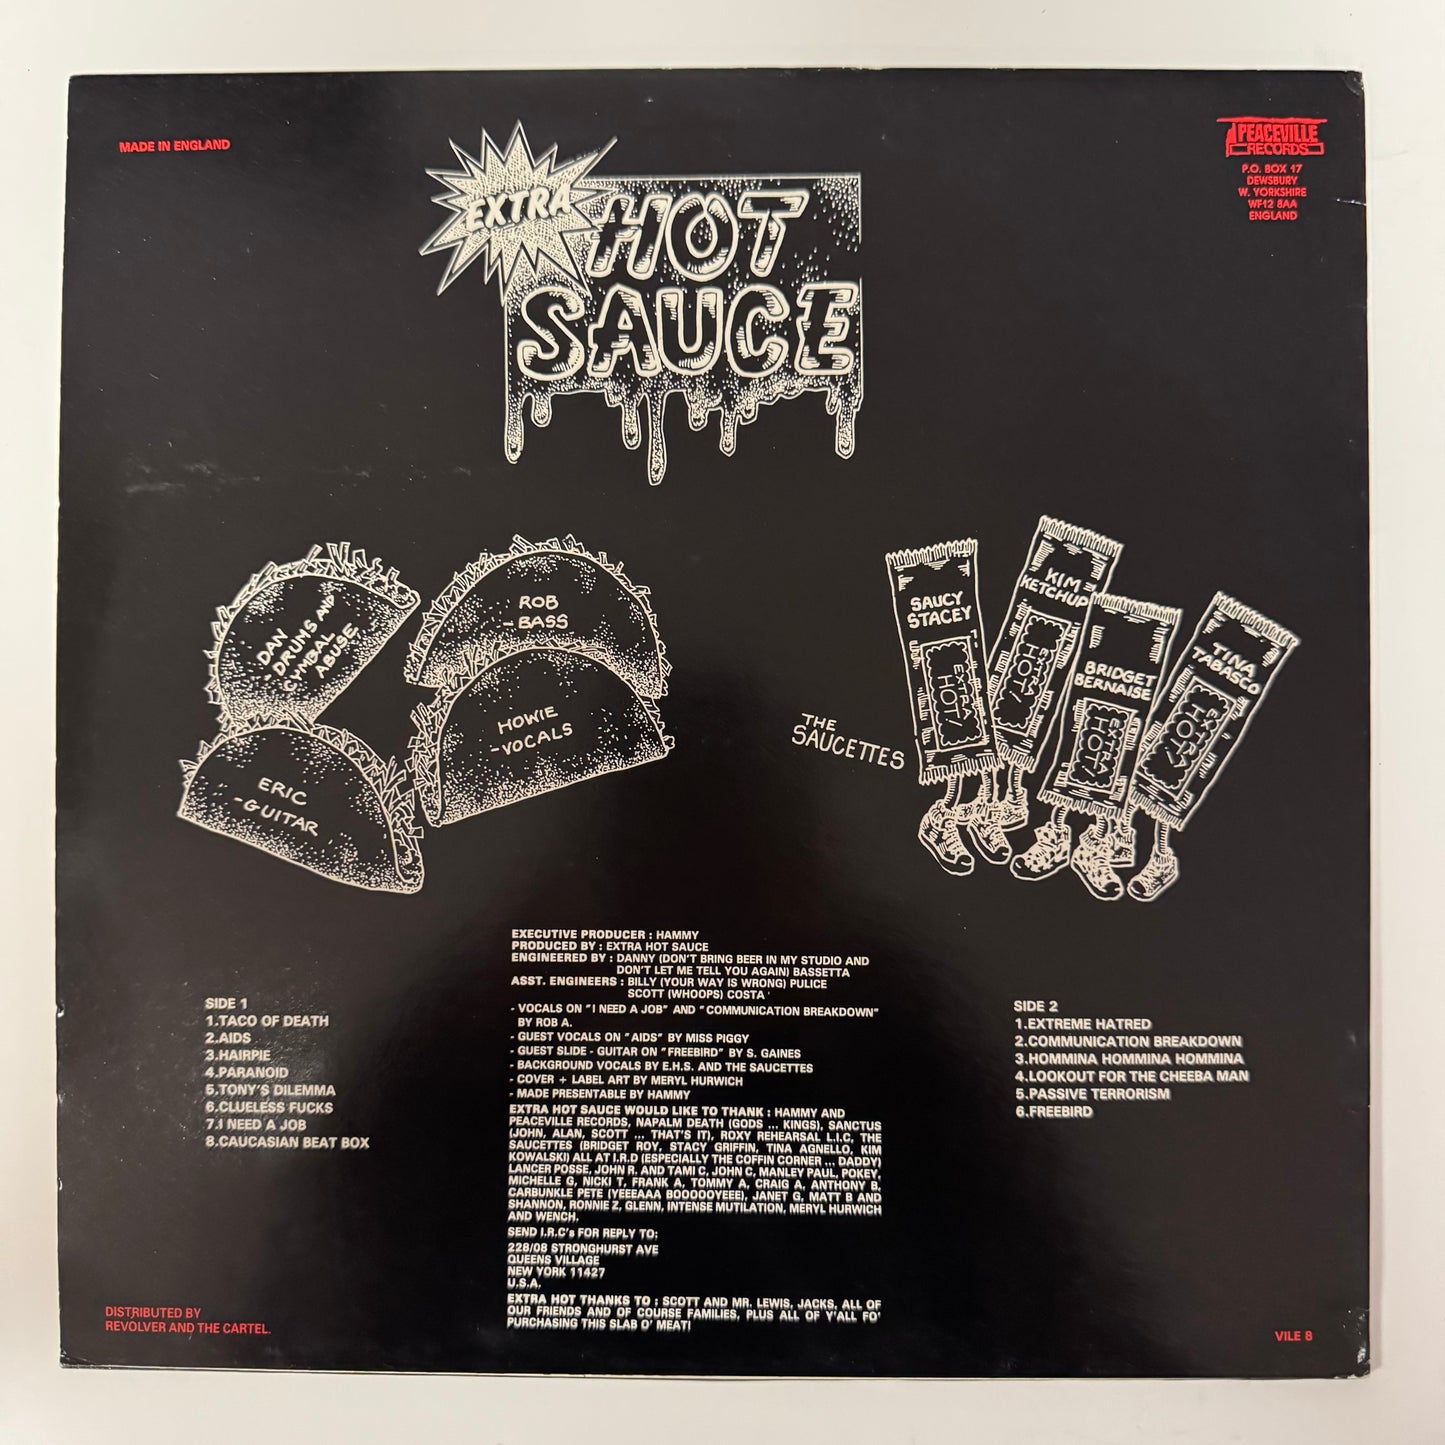 MADE IN ENGLAND
PEACEVILLE
RECORDS
P.O. BOX 17
DEWSBURY
W. YORKSHIRE
WF12 8AA
ENGLAND
EXTRA
HOT
SAUCE
DAN
-DRUMS AND
CYMBAL
ABUSE
ROB
-BASS
HOWIE
-VOCALS
ERIC
-GUITAR
THE
SAUCETTES
SAUCY
STACEY
EXTRA
HOT!
KIM
KETCHUP
EXTRA
HOT!
BRIDGET
BERNAISE
EXTRA
HOT!
TINA
TABASCO
EXTRA
HOT!
EXECUTIVE PRODUCER : HAMMY
PRODUCED BY : EXTRA HOT SAUCE
ENGINEERED BY : DANNY (DON'T BRING BEER IN MY STUDIO AND
DON'T LET ME TELL YOU AGAIN) BASSETTA
ASST. ENGINEERS : BILLY (YOUR WAY IS WRONG) PULICE
SCOTT (WHOOPS) COSTA
- VOCALS ON "I NEED A JOB" AND "COMMUNICATION BREAKDOWN"
BY ROB A.
- GUEST VOCALS ON "AIDS" BY MISS PIGGY
- GUEST SLIDE - GUITAR ON "FREEBIRD" BY S. GAINES
- BACKGROUND VOCALS BY E.H.S. AND THE SAUCETTES
- COVER + LABEL ART BY MERYL HURWICH
- MADE PRESENTABLE BY HAMMY
EXTRA HOT SAUCE WOULD LIKE TO THANK : HAMMY AND
PEACEVILLE RECORDS, NAPALM DEATH (GODS ... KINGS), SANCTUS
(JOHN, ALAN, SCOTT ... THAT'S IT), ROXY REHEARSAL L.I.C, THE
SAUCETTES (BRIDGET ROY, STACY GRIFFIN, TINA AGNELLO, KIM
KOWALSKI) ALL AT I.R.D (ESPECIALLY THE COFFIN CORNER ... DADDY)
LANCER POSSE, JOHN R. AND TAMI C, JOHN C, MANLEY PAUL, POKEY,
MICHELLE G, NICKI T, FRANK A, TOMMY A, CRAIG A, ANTHONY B,
CARBUNKLE PETE (YEEEAAA BOOOOOYEEE), JANET G, MATT B AND
SHANNON, RONNIE Z, GLENN, INTENSE MUTILATION, MERYL HURWICH
AND WENCH,
SEND I.R.C's FOR REPLY TO:
228/08 STRONGHURST AVE
QUEENS VILLAGE
NEW YORK 11427
U.S.A.
EXTRA HOT THANKS TO : SCOTT AND MR. LEWIS, JACKS, ALL OF
OUR FRIENDS AND OF COURSE FAMILIES, PLUS ALL OF Y'ALL FO'
PURCHASING THIS SLAB O' MEAT!
SIDE 1
1.TACO OF DEATH
2.AIDS
3.HAIRPIE
4.PARANOID
5.TONY'S DILEMMA
6.CLUELESS FUCKS
7.I NEED A JOB
8.CAUCASIAN BEAT BOX
SIDE 2
1.EXTREME HATRED
2.COMMUNICATION BREAKDOWN
3.HOMMINA HOMMINA HOMMINA
4.LOOKOUT FOR THE CHEEBA MAN
5.PASSIVE TERRORISM
6.FREEBIRD
DISTRIBUTED BY
REVOLVER AND THE CARTEL.
VILE 8